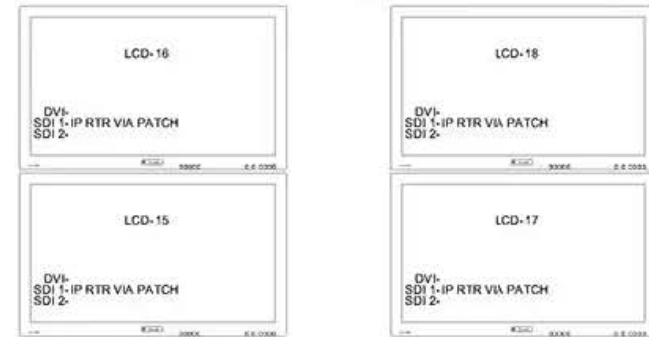 LCD-16
DVI-
SDI 1- IP RTR VIA PATCH
SDI 2-
LCD-18
DVI-
SDI 1- IP RTR VIA PATCH
SDI 2-
LCD-15
DVI-
SDI 1- IP RTR VIA PATCH
SDI 2-
LCD-17
DVI-
SDI 1- IP RTR VIA PATCH
SDI 2-